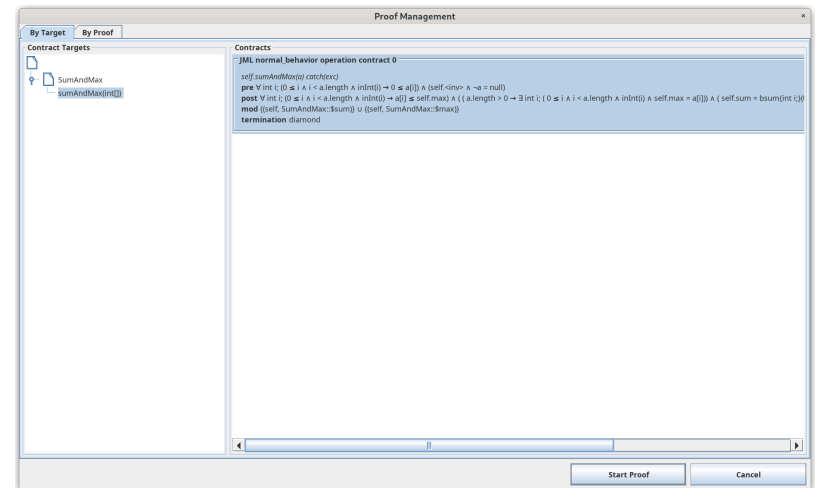 Proof Management
×
By Target
By Proof
Contract Targets
SumAndMax
sumAndMax(int[])
Contracts
JML normal_behavior operation contract 0
self.sumAndMax(a) catch(exc)
pre ∀ int i; (0 ≤ i ∧ i < a.length ∧ inInt(i) → 0 ≤ a[i]) ∧ (self.<inv> ∧ ¬a = null)
post ∀ int i; (0 ≤ i ∧ i < a.length ∧ inInt(i) → a[i] ≤ self.max) ∧ ( ( a.length > 0 → ∃ int i; ( 0 ≤ i ∧ i < a.length ∧ inInt(i) ∧ self.max = a[i])) ∧ ( self.sum = bsum{int i;}(
mod {(self, SumAndMax::$sum)} ∪ {(self, SumAndMax::$max)}
termination diamond
Start Proof
Cancel